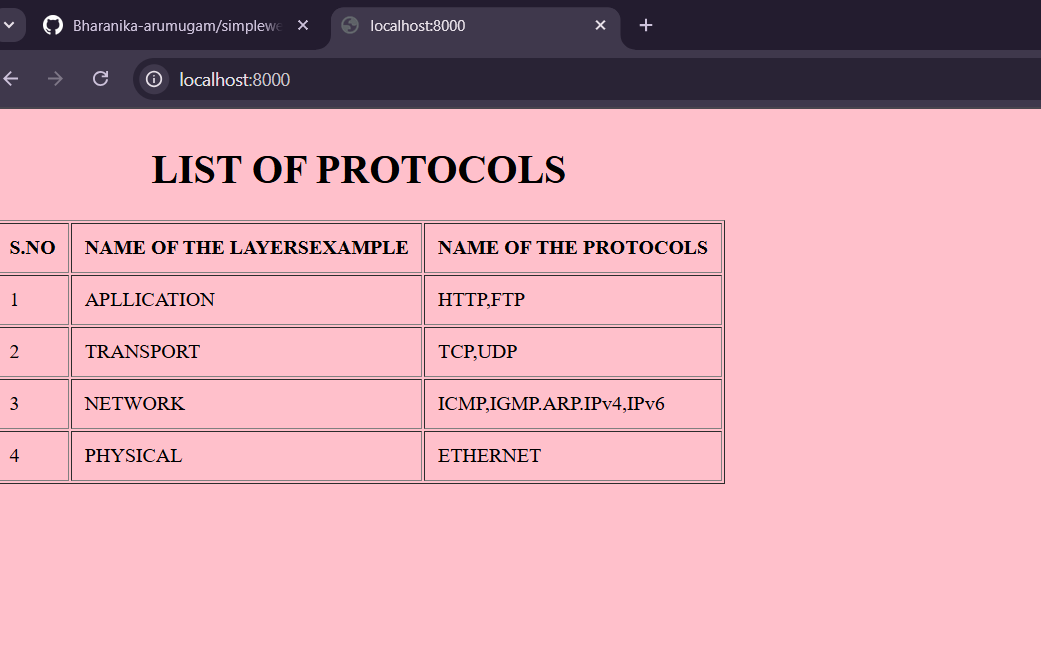 Bharanika-arumugam/simplewe
localhost:8000
localhost:8000
LIST OF PROTOCOLS
S.NO NAME OF THE LAYERSEXAMPLE NAME OF THE PROTOCOLS
1 APLLICATION HTTP,FTP
2 TRANSPORT TCP,UDP
3 NETWORK ICMP,IGMP.ARP.IPv4,IPv6
4 PHYSICAL ETHERNET